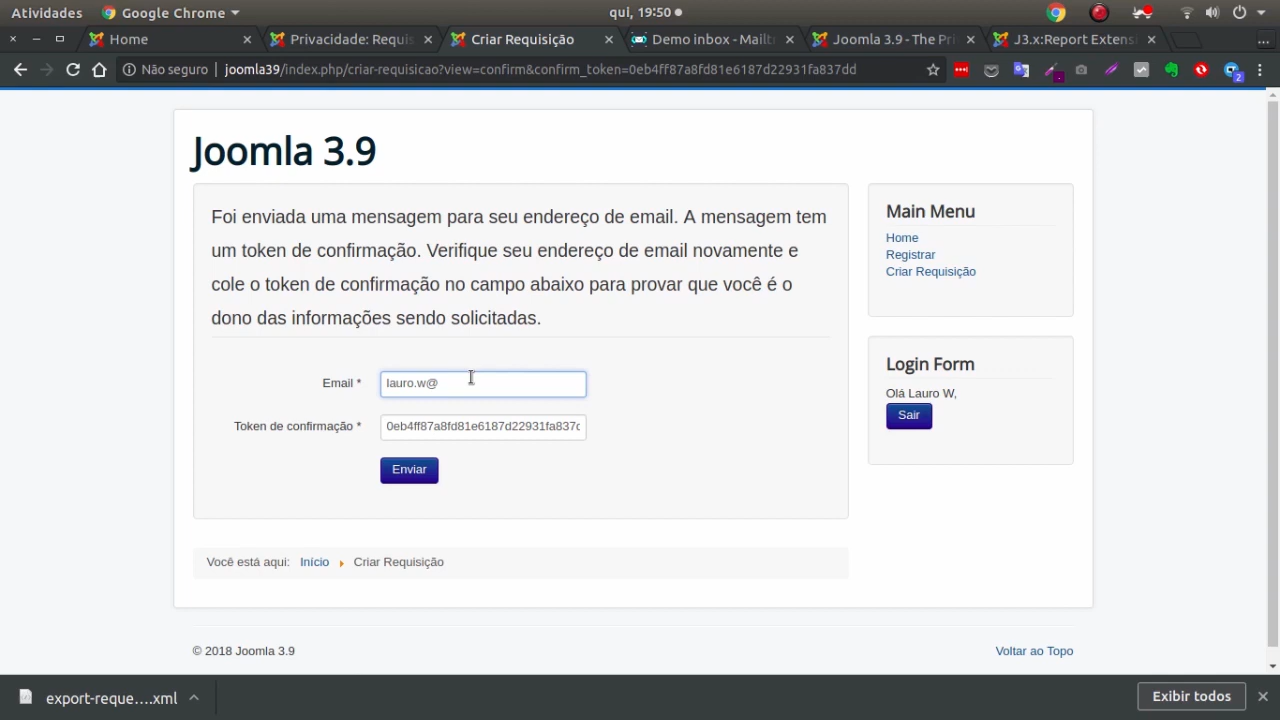 Atividades
Google Chrome
qui, 19:50
Home
Privacidade: Requis
Criar Requisição
Demo inbox - Mailt
Joomla 3.9 - The Pri
J3.x:Report Extens
Não seguro
joomla39/index.php/criar-requisicao?view=confirm&confirm_token=0eb4ff87a8fd81e6187d22931fa837dd
2
Joomla 3.9
Foi enviada uma mensagem para seu endereço de email. A mensagem tem
um token de confirmação. Verifique seu endereço de email novamente e
cole o token de confirmação no campo abaixo para provar que você é o
dono das informações sendo solicitadas.
Email *
lauro.w@
Token de confirmação *
0eb4ff87a8fd81e6187d22931fa837d
Enviar
Main Menu
Home
Registrar
Criar Requisição
Login Form
Olá Lauro W,
Sair
Você está aqui: Início Criar Requisição
© 2018 Joomla 3.9
Voltar ao Topo
export-reque....xml
Exibir todos